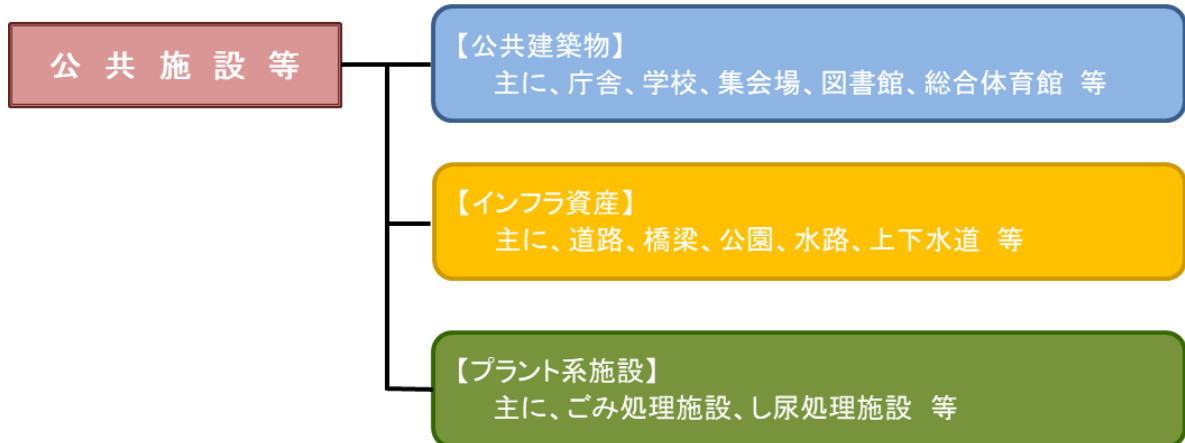 公 共 施 設 等
【公共建築物】
主に、庁舎、学校、集会場、図書館、総合体育館 等
【インフラ資産】
主に、道路、橋梁、公園、水路、上下水道 等
【プラント系施設】
主に、ごみ処理施設、し尿処理施設 等